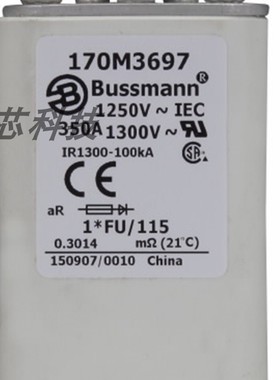 170M3697
B Bussmann®
1250V ~ IEC
350A 1300V ~
IR1300-100kA
芯科技
CE
SA
aR
1*FU/115
0.3014 mΩ (21℃)
150907/0010 China